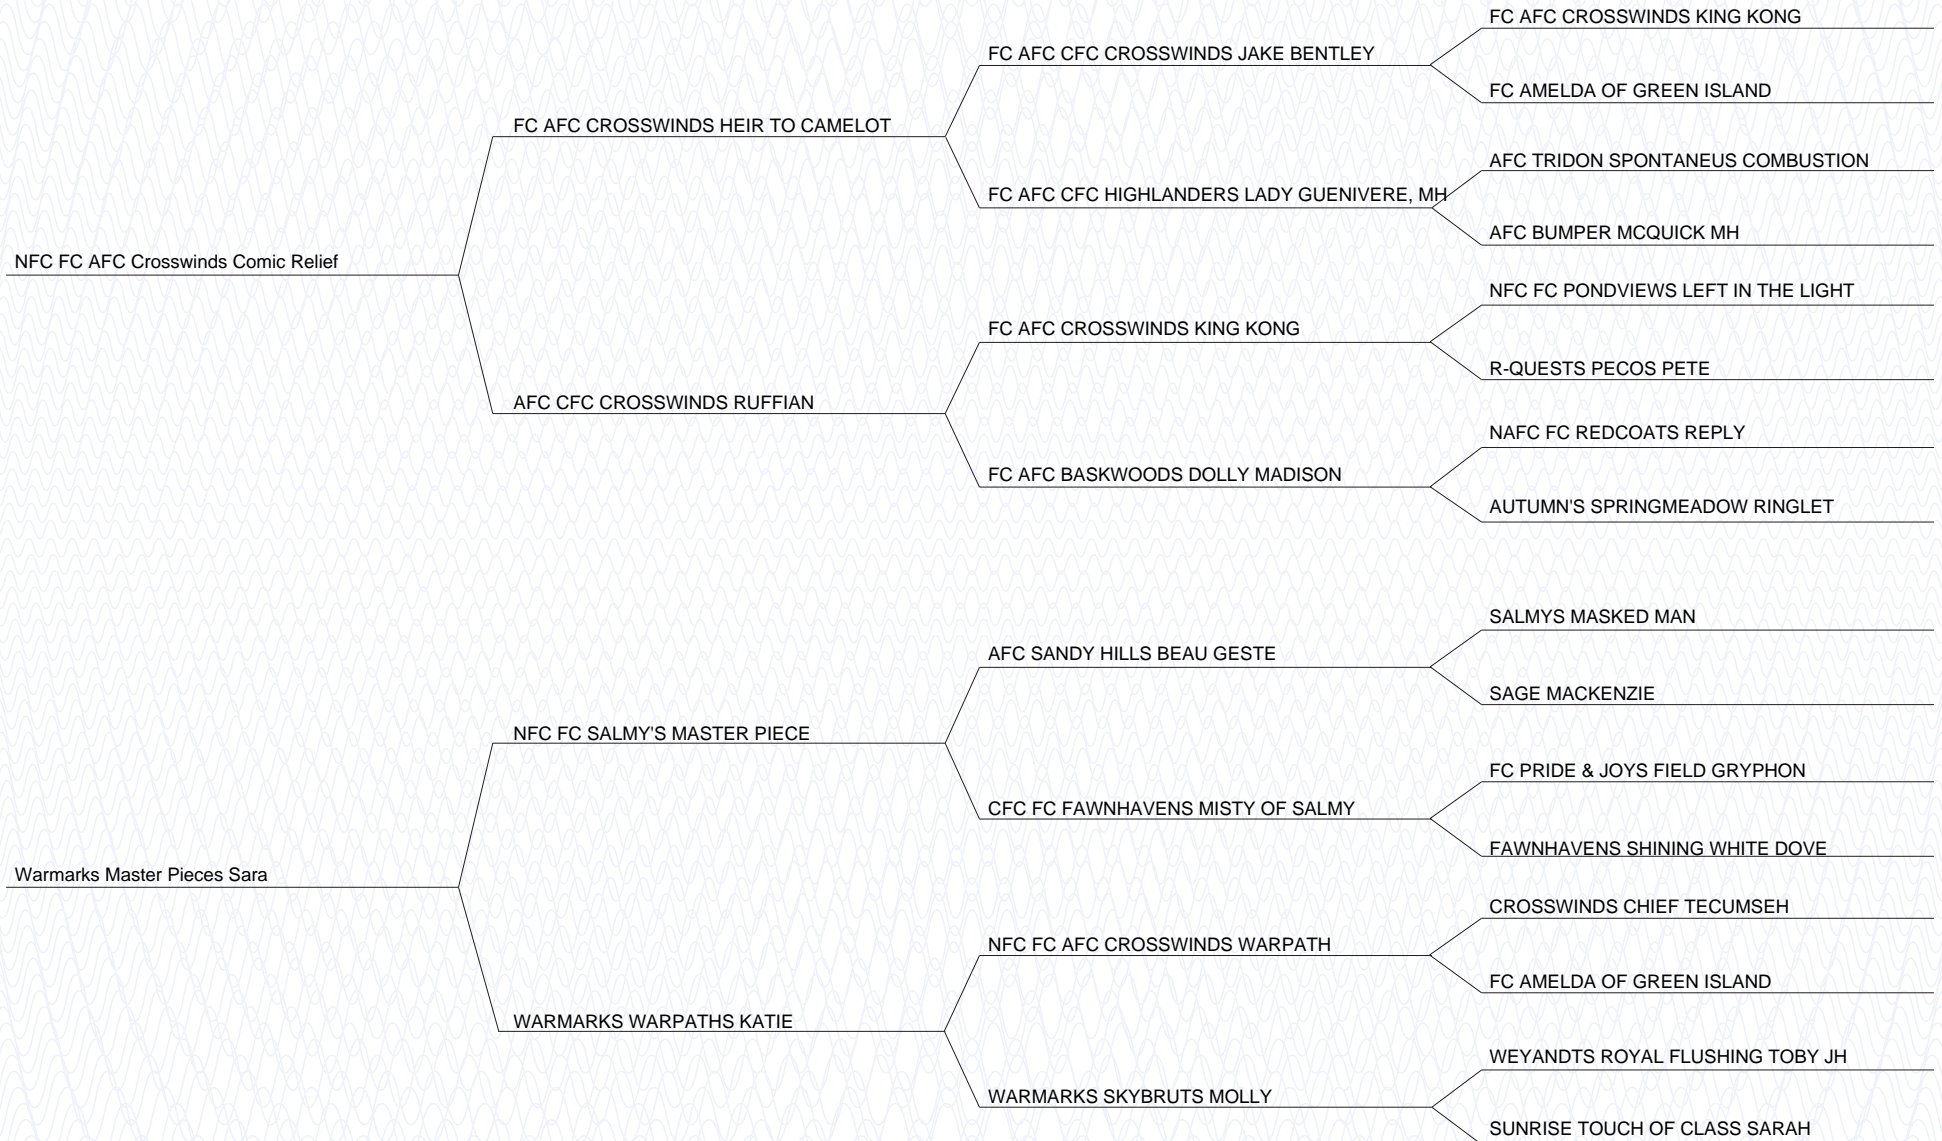 NFC FC AFC Crosswinds Comic Relief
FC AFC CROSSWINDS HEIR TO CAMELOT
FC AFC CFC CROSSWINDS JAKE BENTLEY
FC AFC CROSSWINDS KING KONG
FC AMELDA OF GREEN ISLAND
FC AFC CFC HIGHLANDERS LADY GUENIVERE, MH
AFC TRIDON SPONTANEUS COMBUSTION
AFC BUMPER MCQUICK MH
AFC CFC CROSSWINDS RUFFIAN
FC AFC CROSSWINDS KING KONG
NFC FC PONDVIEWS LEFT IN THE LIGHT
R-QUESTS PECOS PETE
FC AFC BASKWOODS DOLLY MADISON
NAFC FC REDCOATS REPLY
AUTUMN'S SPRINGMEADOW RINGLET
Warmarks Master Pieces Sara
NFC FC SALMY'S MASTER PIECE
AFC SANDY HILLS BEAU GESTE
SALMYS MASKED MAN
SAGE MACKENZIE
CFC FC FAWNHAVENS MISTY OF SALMY
FC PRIDE & JOYS FIELD GRYPHON
FAWNHAVENS SHINING WHITE DOVE
WARMARKS WARPATHS KATIE
NFC FC AFC CROSSWINDS WARPATH
CROSSWINDS CHIEF TECUMSEH
FC AMELDA OF GREEN ISLAND
WARMARKS SKYBRUTS MOLLY
WEYANDTS ROYAL FLUSHING TOBY JH
SUNRISE TOUCH OF CLASS SARAH